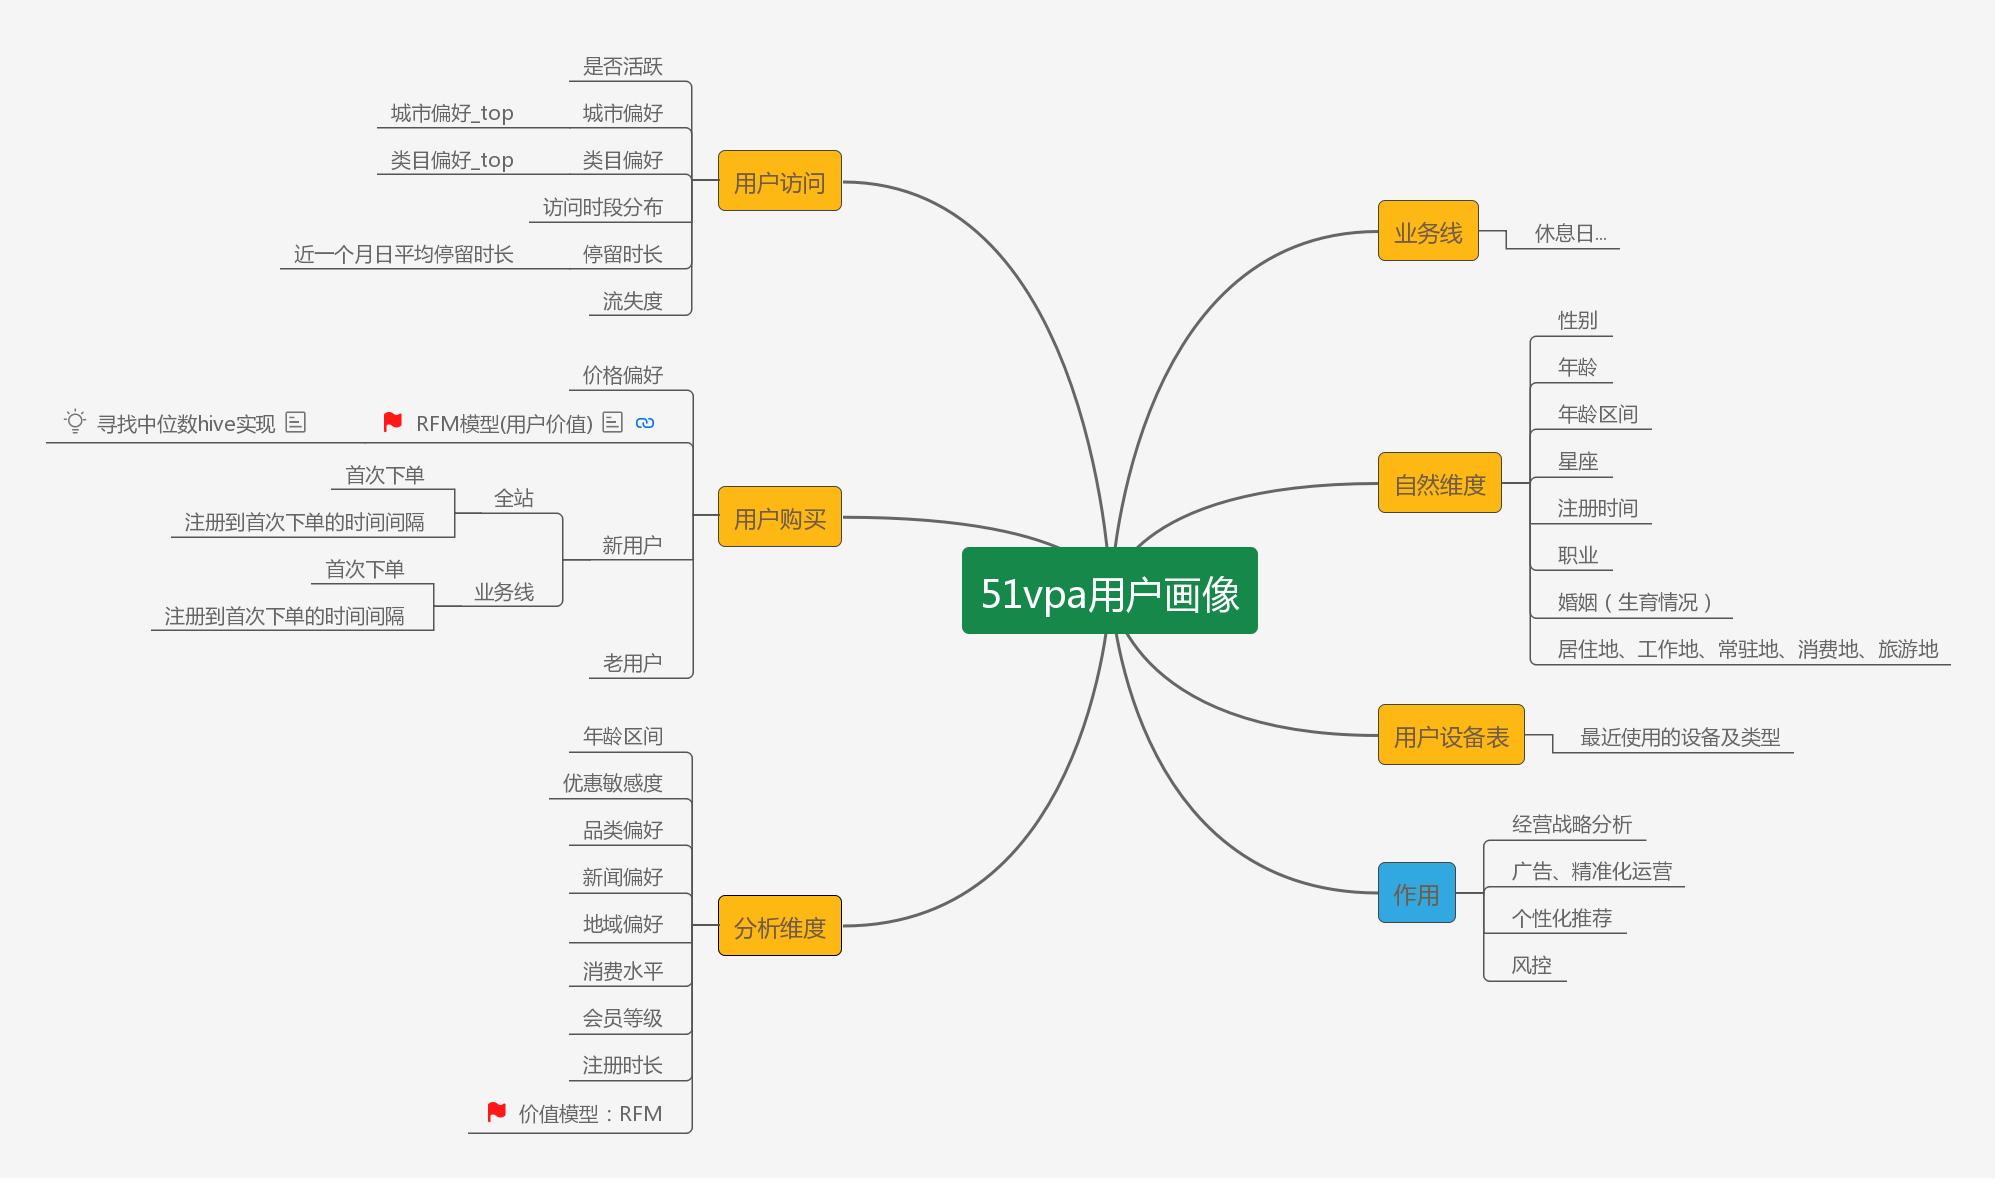 51vpa用户画像
用户访问
是否活跃
城市偏好
城市偏好_top
类目偏好
类目偏好_top
访问时段分布
停留时长
近一个月日平均停留时长
流失度
用户购买
价格偏好
RFM模型(用户价值)
寻找中位数hive实现
新用户
全站
首次下单
注册到首次下单的时间间隔
业务线
首次下单
注册到首次下单的时间间隔
老用户
分析维度
年龄区间
优惠敏感度
品类偏好
新闻偏好
地域偏好
消费水平
会员等级
注册时长
价值模型：RFM
业务线
休息日...
自然维度
性别
年龄
年龄区间
星座
注册时间
职业
婚姻（生育情况）
居住地、工作地、常驻地、消费地、旅游地
用户设备表
最近使用的设备及类型
作用
经营战略分析
广告、精准化运营
个性化推荐
风控